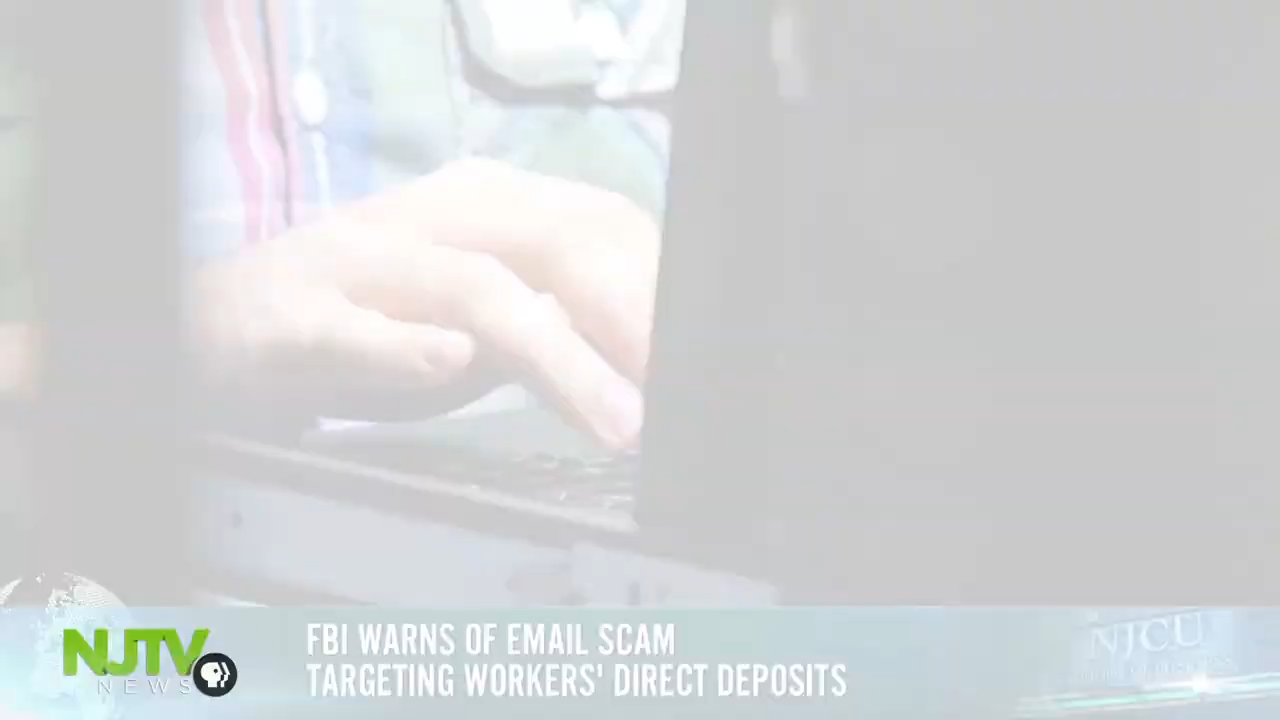 FBI WARNS OF EMAIL SCAM
TARGETING WORKERS' DIRECT DEPOSITS
NJTV
NEWS
NJCU